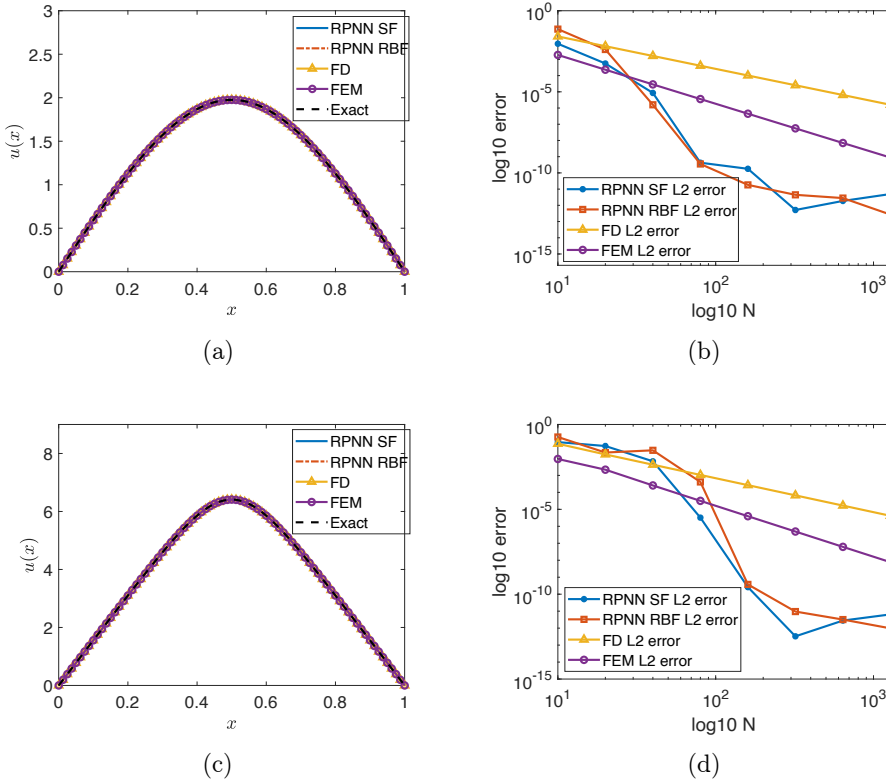 3
2.5
2
1.5
1
0.5
0
0
0.2
0.4
0.6
0.8
1
x
u(x)
RPNN SF
RPNN RBF
FD
FEM
Exact
(a)
10^0
10^-5
10^-10
10^-15
10^1
10^2
10^3
log10 N
log10 error
RPNN SF L2 error
RPNN RBF L2 error
FD L2 error
FEM L2 error
(b)
8
6
4
2
0
0
0.2
0.4
0.6
0.8
1
x
u(x)
RPNN SF
RPNN RBF
FD
FEM
Exact
(c)
10^0
10^-5
10^-10
10^-15
10^1
10^2
10^3
log10 N
log10 error
RPNN SF L2 error
RPNN RBF L2 error
FD L2 error
FEM L2 error
(d)